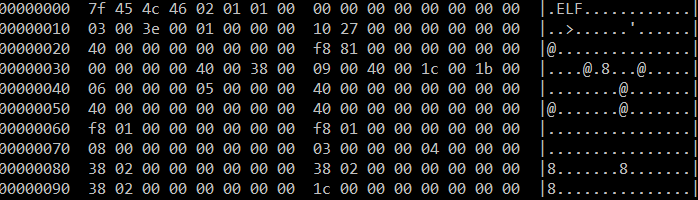 00000000  7f 45 4c 46 02 01 01 00  00 00 00 00 00 00 00 00  |.ELF............|
00000010  03 00 3e 00 01 00 00 00  10 27 00 00 00 00 00 00  |..>......'......|
00000020  40 00 00 00 00 00 00 00  f8 81 00 00 00 00 00 00  |@...............|
00000030  00 00 00 00 40 00 38 00  09 00 40 00 1c 00 1b 00  |....@.8...@.....|
00000040  06 00 00 00 05 00 00 00  40 00 00 00 00 00 00 00  |........@.......|
00000050  40 00 00 00 00 00 00 00  40 00 00 00 00 00 00 00  |@.......@.......|
00000060  f8 01 00 00 00 00 00 00  f8 01 00 00 00 00 00 00  |................|
00000070  08 00 00 00 00 00 00 00  03 00 00 00 04 00 00 00  |................|
00000080  38 02 00 00 00 00 00 00  38 02 00 00 00 00 00 00  |8.......8.......|
00000090  38 02 00 00 00 00 00 00  1c 00 00 00 00 00 00 00  |8...............|